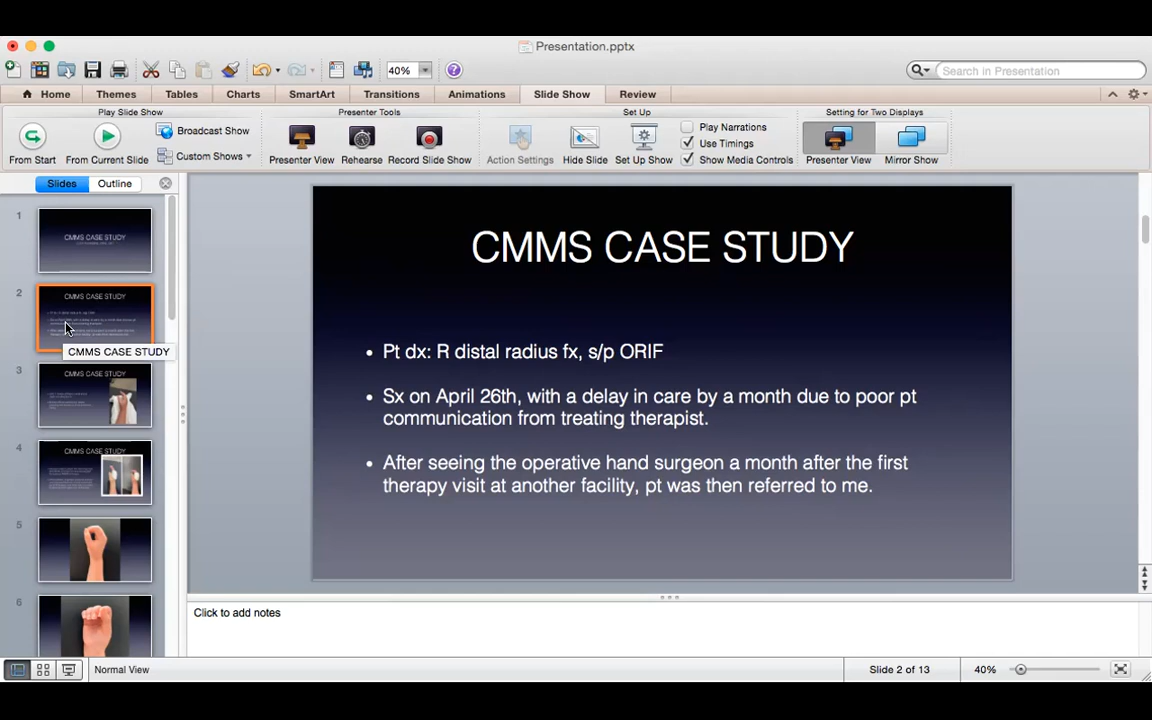 Presentation.pptx
40%
Search in Presentation
Home Themes Tables Charts SmartArt Transitions Animations Slide Show Review
Play Slide Show Presenter Tools Set Up Setting for Two Displays
From Start From Current Slide Broadcast Show Custom Shows
Presenter View Rehearse Record Slide Show
Action Settings Hide Slide Set Up Show Play Narrations
Use Timings
Show Media Controls
Presenter View Mirror Show
Slides Outline
1
CMMS CASE STUDY
2
CMMS CASE STUDY
CMMS CASE STUDY
3
CMMS CASE STUDY
4
CMMS CASE STUDY
5
6
CMMS CASE STUDY
• Pt dx: R distal radius fx, s/p ORIF
• Sx on April 26th, with a delay in care by a month due to poor pt
communication from treating therapist.
• After seeing the operative hand surgeon a month after the first
therapy visit at another facility, pt was then referred to me.
Click to add notes
Normal View
Slide 2 of 13
40%